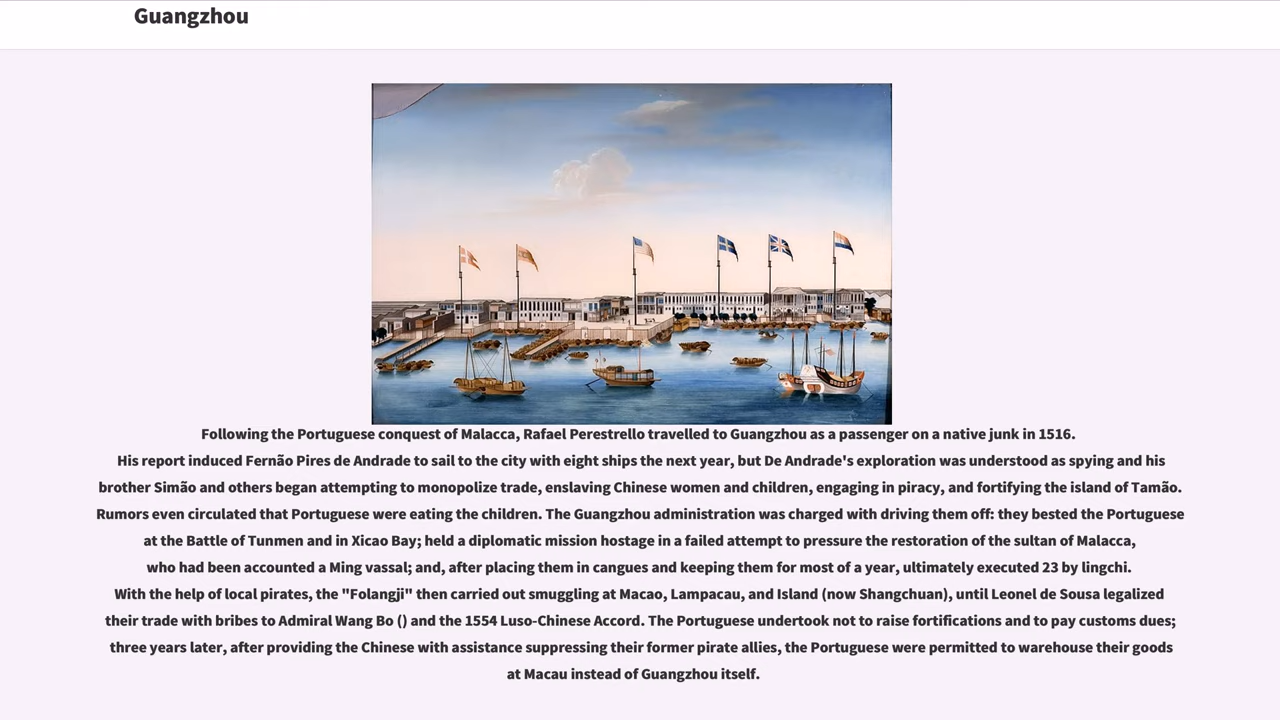 Guangzhou
Following the Portuguese conquest of Malacca, Rafael Perestrello travelled to Guangzhou as a passenger on a native junk in 1516.
His report induced Fernão Pires de Andrade to sail to the city with eight ships the next year, but De Andrade's exploration was understood as spying and his
brother Simão and others began attempting to monopolize trade, enslaving Chinese women and children, engaging in piracy, and fortifying the island of Tamão.
Rumors even circulated that Portuguese were eating the children. The Guangzhou administration was charged with driving them off: they bested the Portuguese
at the Battle of Tunmen and in Xicao Bay; held a diplomatic mission hostage in a failed attempt to pressure the restoration of the sultan of Malacca,
who had been accounted a Ming vassal; and, after placing them in cangues and keeping them for most of a year, ultimately executed 23 by lingchi.
With the help of local pirates, the "Folangji" then carried out smuggling at Macao, Lampacau, and Island (now Shangchuan), until Leonel de Sousa legalized
their trade with bribes to Admiral Wang Bo () and the 1554 Luso-Chinese Accord. The Portuguese undertook not to raise fortifications and to pay customs dues;
three years later, after providing the Chinese with assistance suppressing their former pirate allies, the Portuguese were permitted to warehouse their goods
at Macau instead of Guangzhou itself.